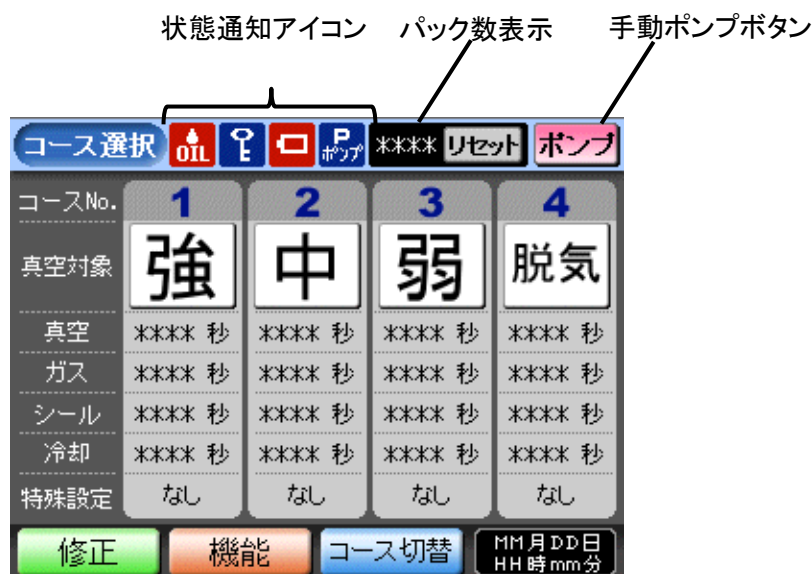 状態通知アイコン パック数表示 手動ポンプボタン
コース選択 OIL P ポンプ **** リセット ポンプ
コースNo. 1 2 3 4
真空対象 強 中 弱 脱気
真空 **** 秒 **** 秒 **** 秒 **** 秒
ガス **** 秒 **** 秒 **** 秒 **** 秒
シール **** 秒 **** 秒 **** 秒 **** 秒
冷却 **** 秒 **** 秒 **** 秒 **** 秒
特殊設定 なし なし なし なし
修正 機能 コース切替 MM月DD日
HH時mm分